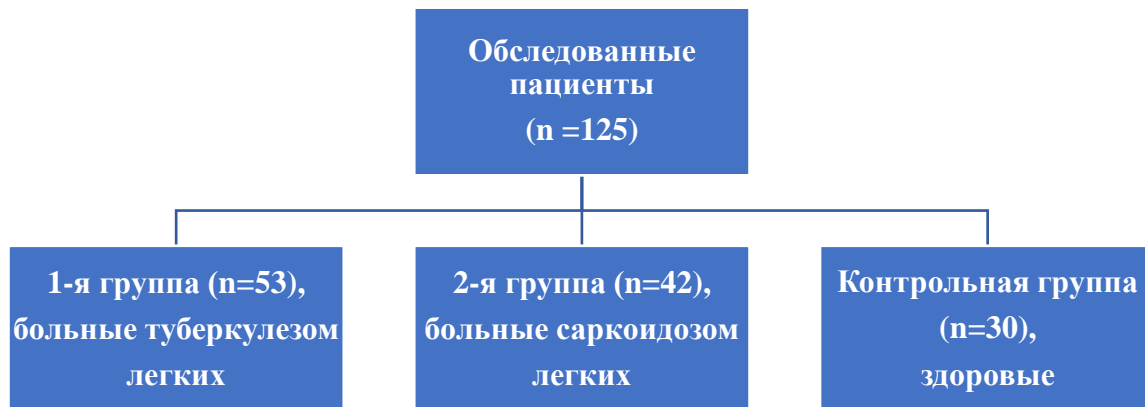 Обследованные
пациенты
(n =125)
1-я группа (n=53),
больные туберкулезом
легких
2-я группа (n=42),
больные саркоидозом
легких
Контрольная группа
(n=30),
здоровые